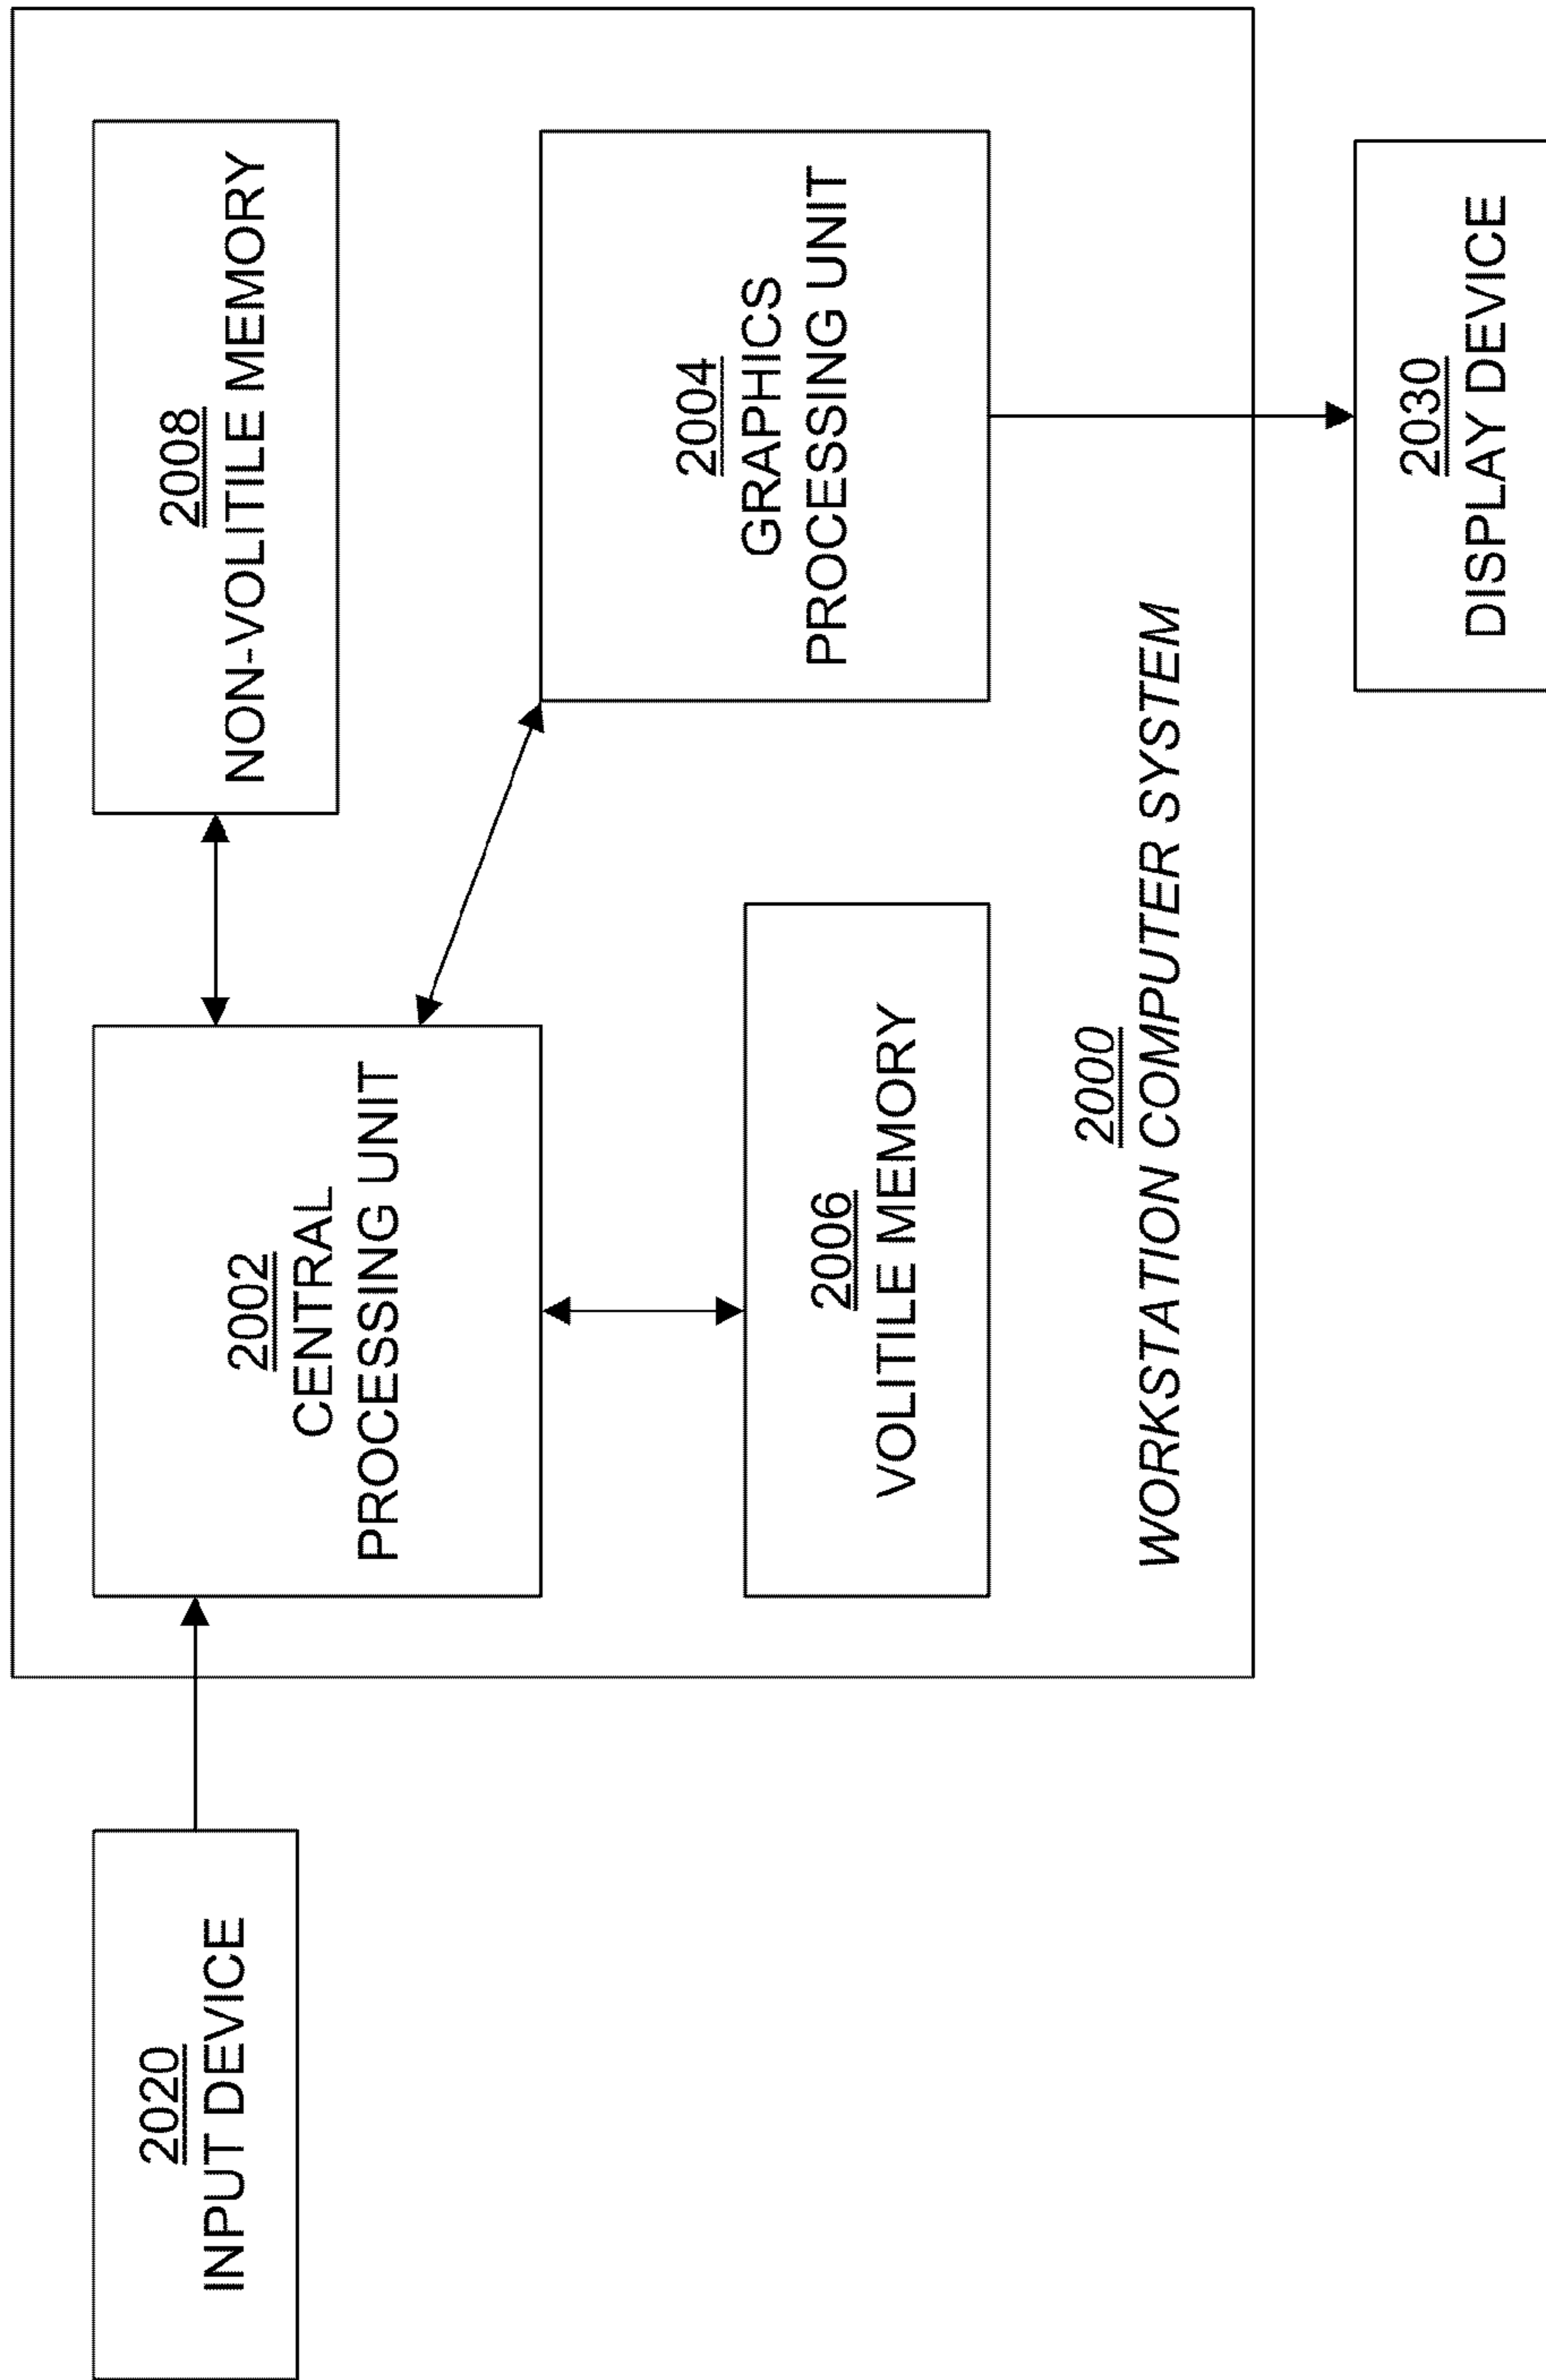 2020
INPUT DEVICE
2002
CENTRAL
PROCESSING UNIT
2008
NON-VOLITILE MEMORY
2004
GRAPHICS
PROCESSING UNIT
2006
VOLITILE MEMORY
2000
WORKSTATION COMPUTER SYSTEM
2030
DISPLAY DEVICE